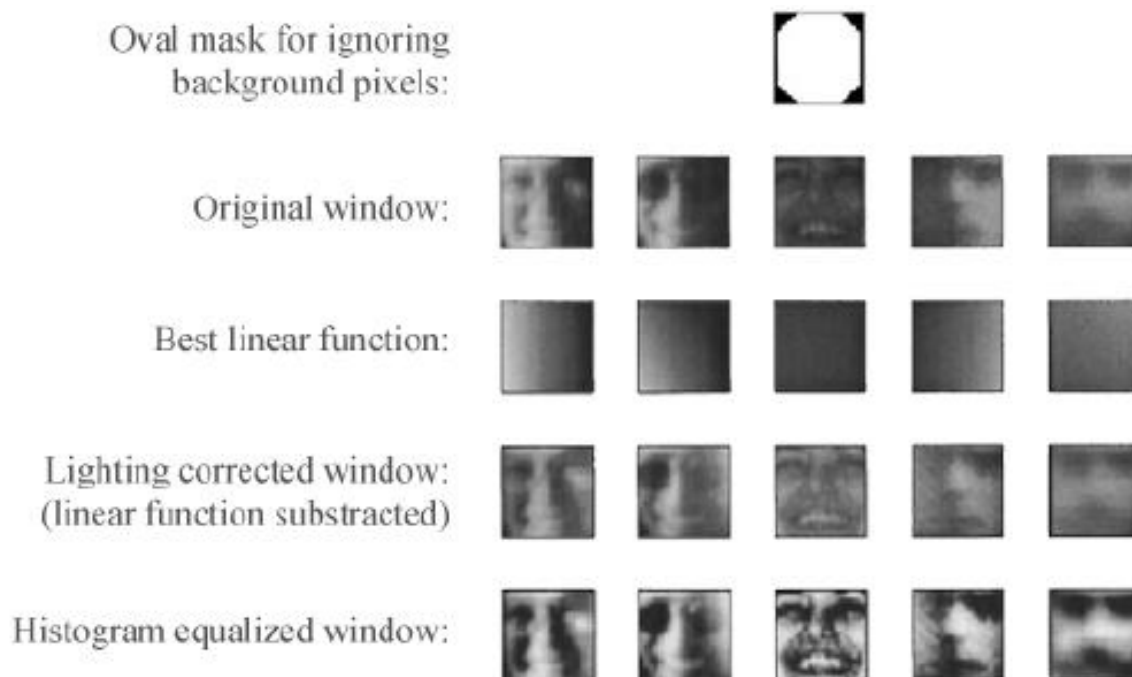 Oval mask for ignoring
background pixels:
Original window:
Best linear function:
Lighting corrected window:
(linear function substracted)
Histogram equalized window: